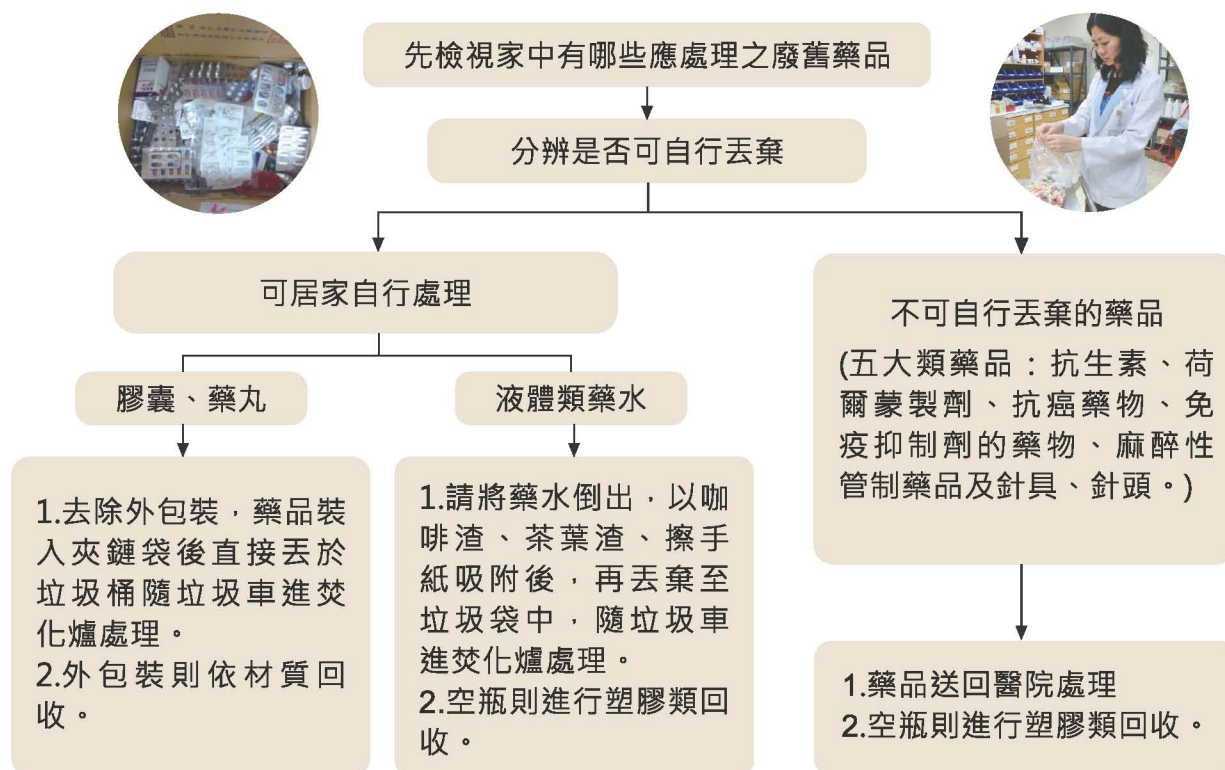 先檢視家中有哪些應處理之廢舊藥品
分辨是否可自行丟棄
可居家自行處理
膠囊、藥丸
1.去除外包裝，藥品裝
入夾鏈袋後直接丟於
垃圾桶隨垃圾車進焚
化爐處理。
2.外包裝則依材質回
收。
液體類藥水
1.請將藥水倒出，以咖
啡渣、茶葉渣、擦手
紙吸附後，再丟棄至
垃圾袋中，隨垃圾車
進焚化爐處理。
2.空瓶則進行塑膠類回
收。
不可自行丟棄的藥品
(五大類藥品：抗生素、荷
爾蒙製劑、抗癌藥物、免
疫抑制劑的藥物、麻醉性
管制藥品及針具、針頭。)
1.藥品送回醫院處理
2.空瓶則進行塑膠類回收。